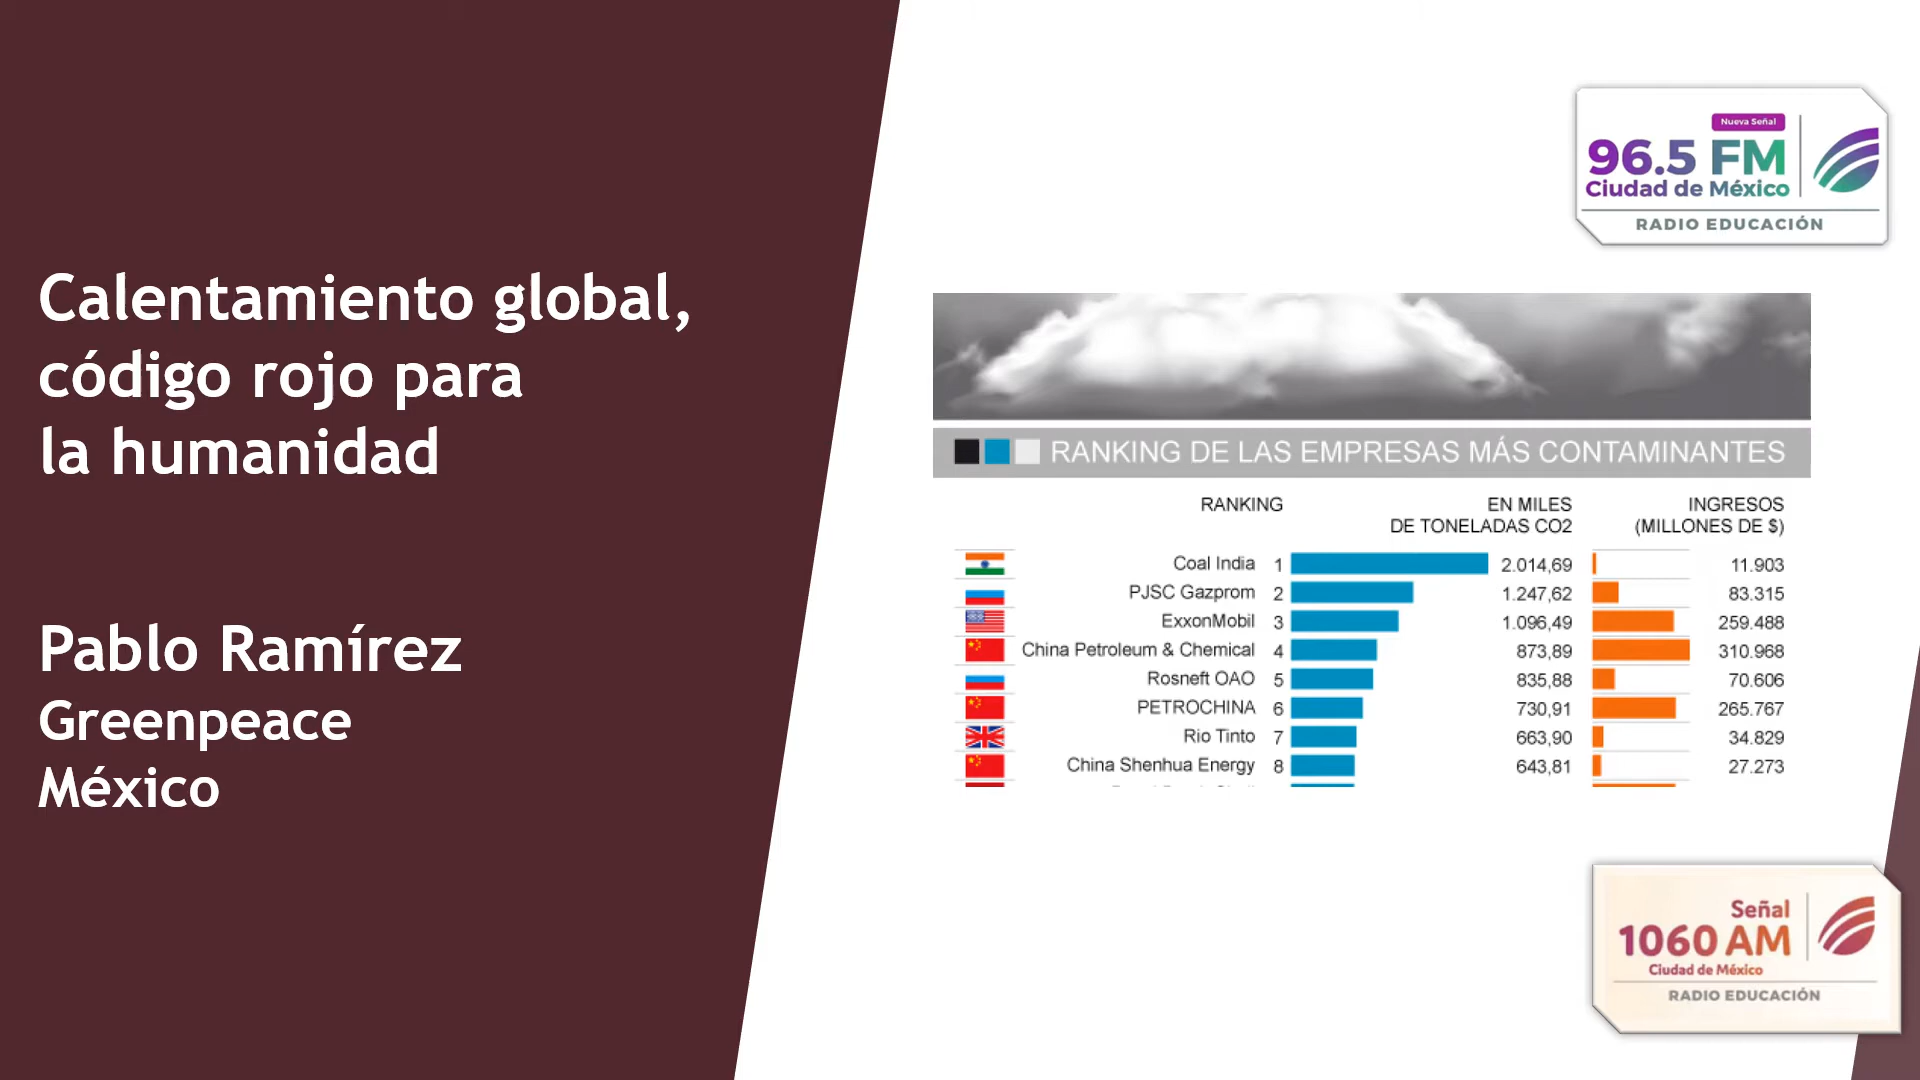 Calentamiento global,
código rojo para
la humanidad
Pablo Ramírez
Greenpeace
México
Nueva Señal
96.5 FM
Ciudad de México
RADIO EDUCACIÓN
RANKING DE LAS EMPRESAS MÁS CONTAMINANTES
RANKING EN MILES INGRESOS
DE TONELADAS CO2 (MILLONES DE $)
Coal India 1 2.014,69 11.903
PJSC Gazprom 2 1.247,62 83.315
ExxonMobil 3 1.096,49 259.488
China Petroleum & Chemical 4 873,89 310.968
Rosneft OAO 5 835,88 70.606
PETROCHINA 6 730,91 265.767
Rio Tinto 7 663,90 34.829
China Shenhua Energy 8 643,81 27.273
Señal
1060 AM
Ciudad de México
RADIO EDUCACIÓN